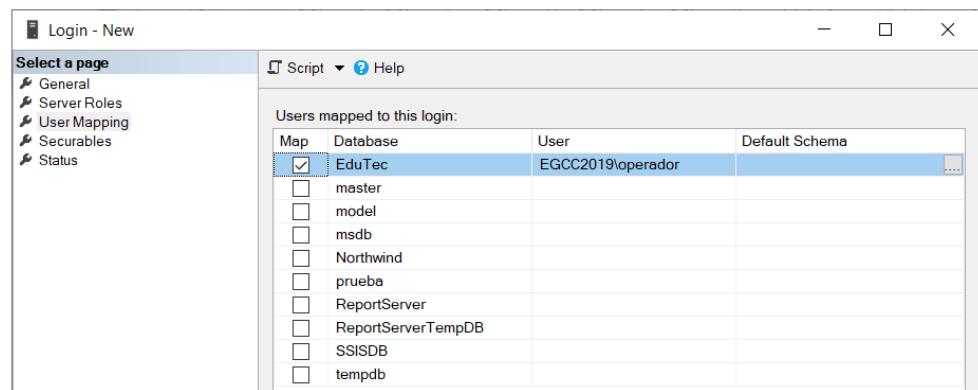 Login - New
Select a page
General
Server Roles
User Mapping
Securables
Status
Script Help
Users mapped to this login:
Map Database User Default Schema
EduTec EGCC2019\operador ...
master
model
msdb
Northwind
prueba
ReportServer
ReportServerTempDB
SSISDB
tempdb